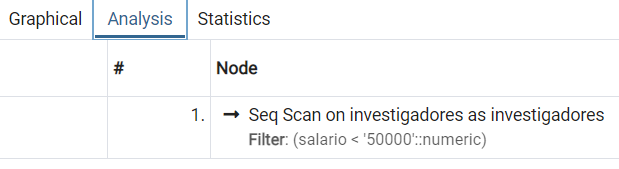 Graphical Analysis Statistics
# Node
1. → Seq Scan on investigadores as investigadores
Filter: (salario < '50000'::numeric)